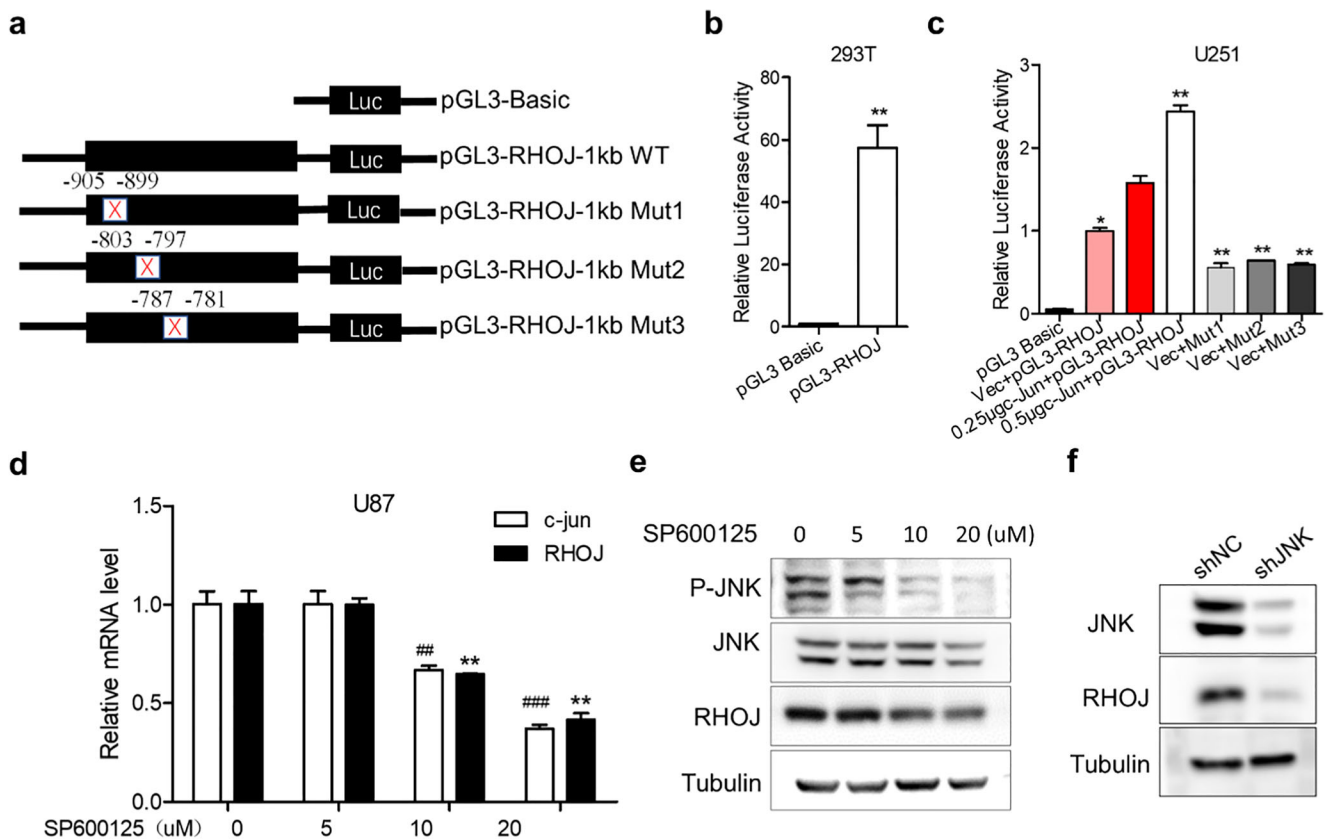 a
Luc pGL3-Basic
Luc pGL3-RHOJ-1kb WT
-905 -899
X Luc pGL3-RHOJ-1kb Mut1
-803 -797
X Luc pGL3-RHOJ-1kb Mut2
-787 -781
X Luc pGL3-RHOJ-1kb Mut3
b
293T
Relative Luciferase Activity
80
60
40
20
0
**
pGL3 Basic
pGL3-RHOJ
c
U251
Relative Luciferase Activity
3
2
1
0
*
**
**
**
**
pGL3 Basic
Vec+pGL3-RHOJ
0.25μgc-Jun+pGL3-RHOJ
0.5μgc-Jun+pGL3-RHOJ
Vec+Mut1
Vec+Mut2
Vec+Mut3
d
U87
Relative mRNA level
1.5
1.0
0.5
0.0
c-jun
RHOJ
##
**
###
**
SP600125 (uM) 0 5 10 20
e
SP600125 0 5 10 20 (uM)
P-JNK
JNK
RHOJ
Tubulin
f
shNC shJNK
JNK
RHOJ
Tubulin